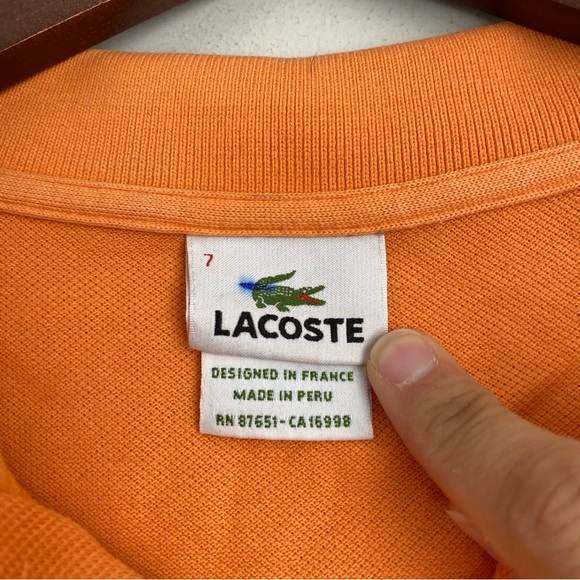 7
LACOSTE
DESIGNED IN FRANCE
MADE IN PERU
RN 87651-CA16998